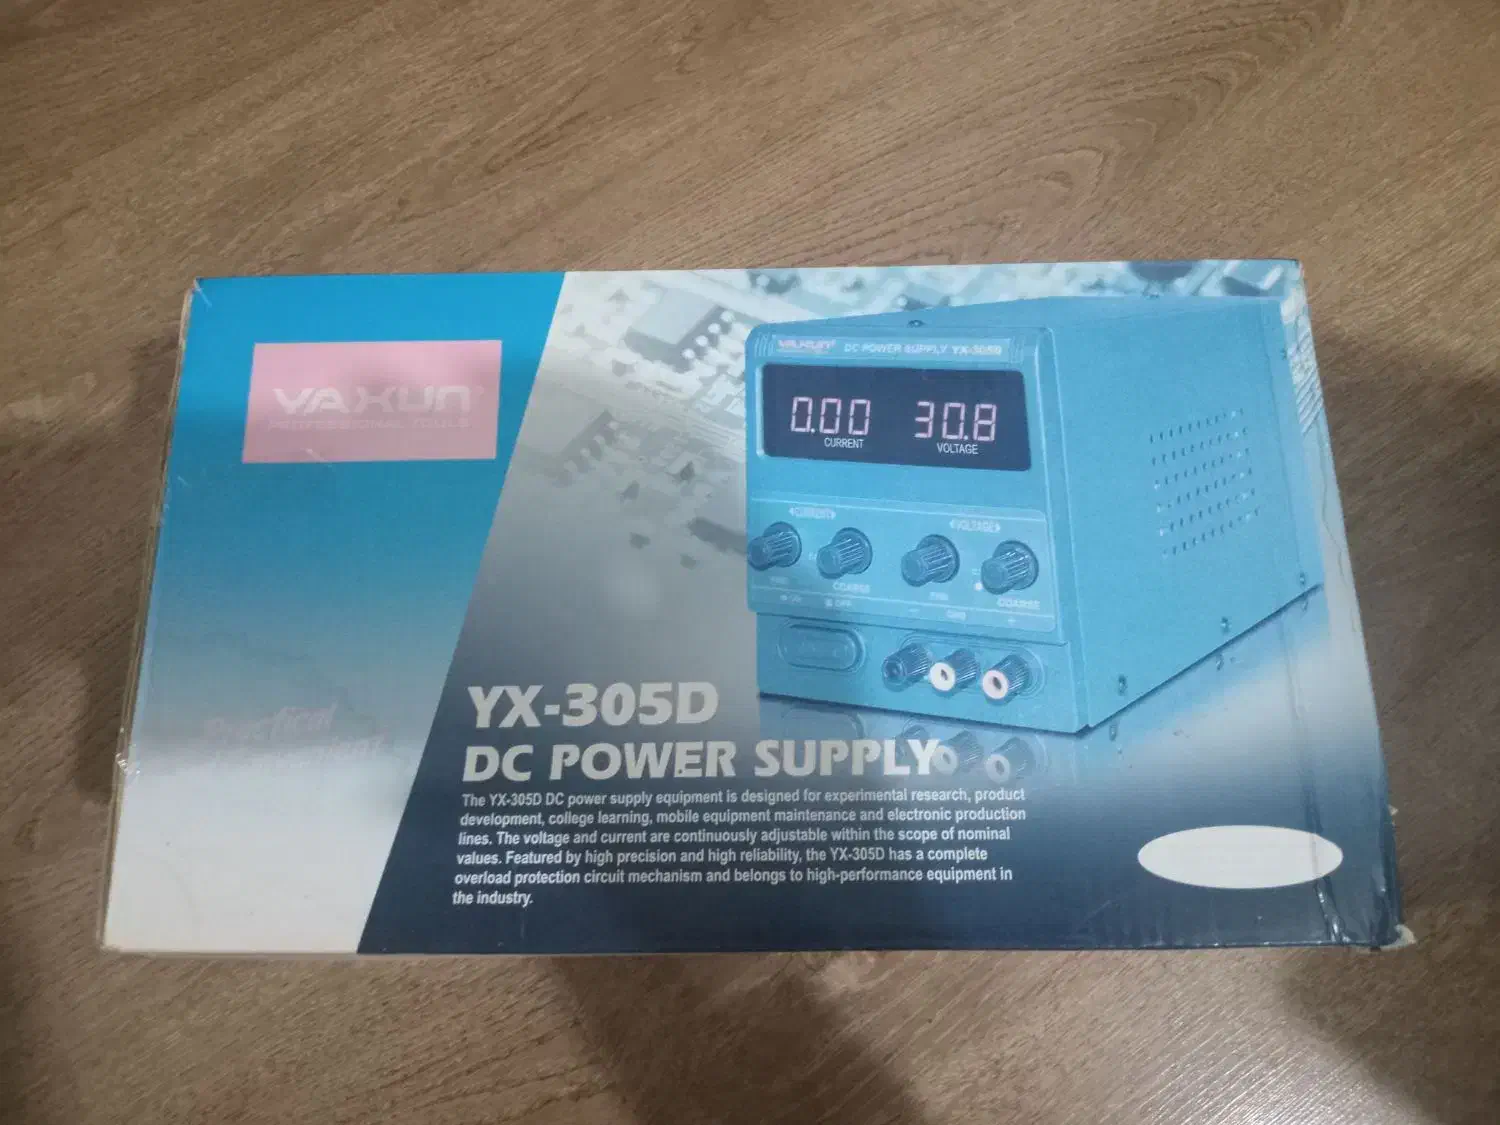 YAXUN
PROFESSIONAL TOOLS
YAXUN
DC POWER SUPPLY YX-305D
0.00 30.8
CURRENT VOLTAGE
CURRENT VOLTAGE
COARSE COARSE
OFF
YX-305D
DC POWER SUPPLY
The YX-305D DC power supply equipment is designed for experimental research, product
development, college learning, mobile equipment maintenance and electronic production
lines. The voltage and current are continuously adjustable within the scope of nominal
values. Featured by high precision and high reliability, the YX-305D has a complete
overload protection circuit mechanism and belongs to high-performance equipment in
the industry.